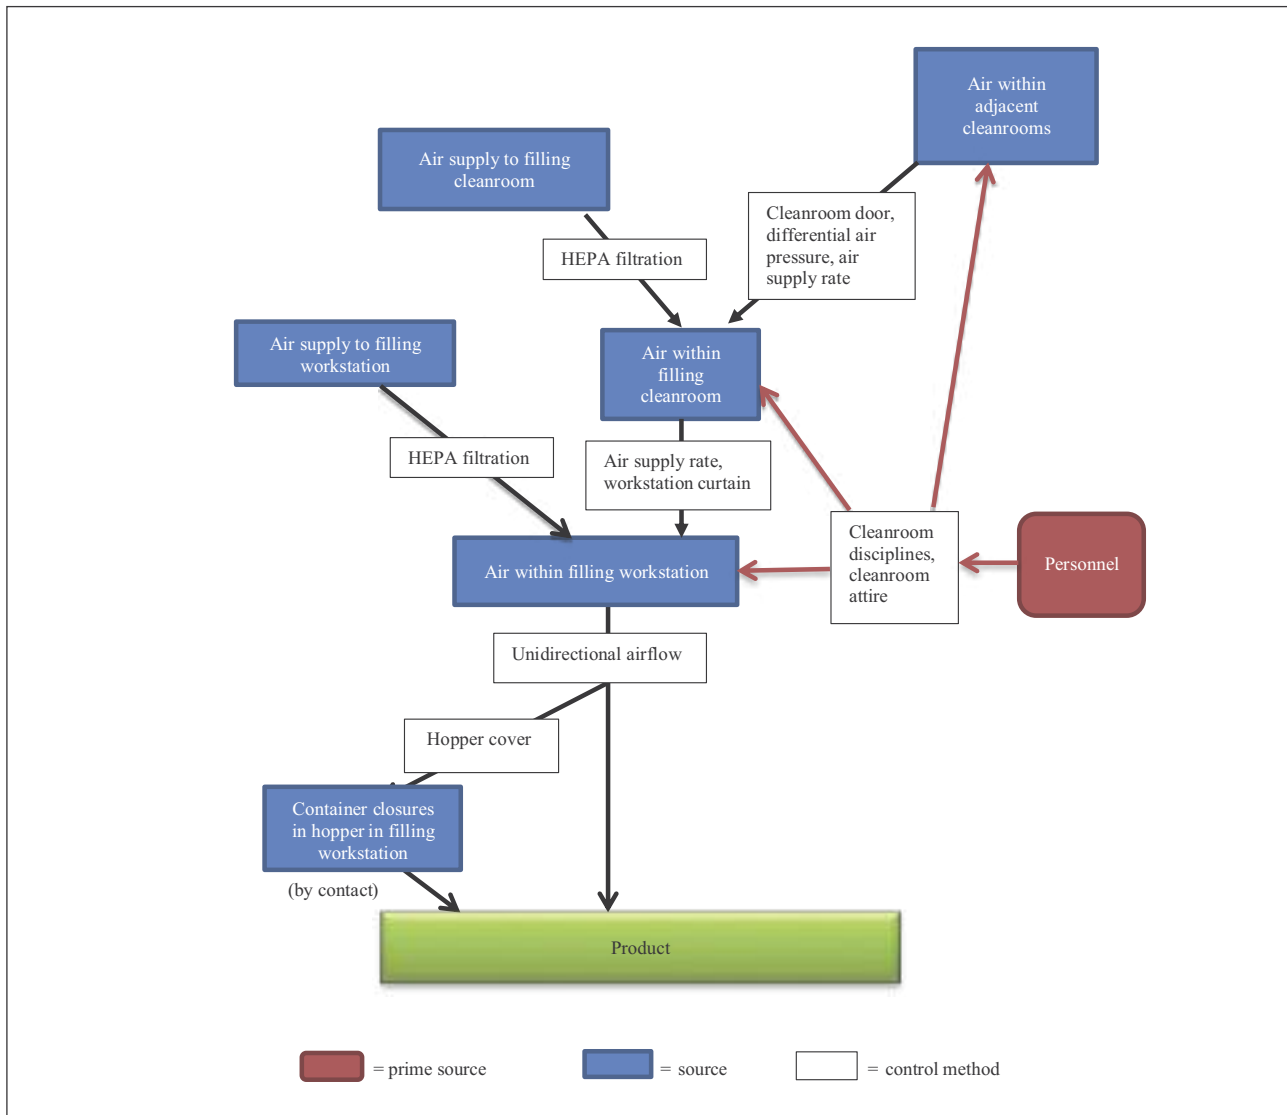 Air within
adjacent
cleanrooms
Air supply to filling
cleanroom
Cleanroom door,
differential air
pressure, air
supply rate
HEPA filtration
Air supply to filling
workstation
Air within
filling
cleanroom
HEPA filtration
Air supply rate,
workstation curtain
Cleanroom
disciplines,
cleanroom
attire
Personnel
Air within filling workstation
Unidirectional airflow
Hopper cover
Container closures
in hopper in filling
workstation
(by contact)
Product
= prime source
= source
= control method